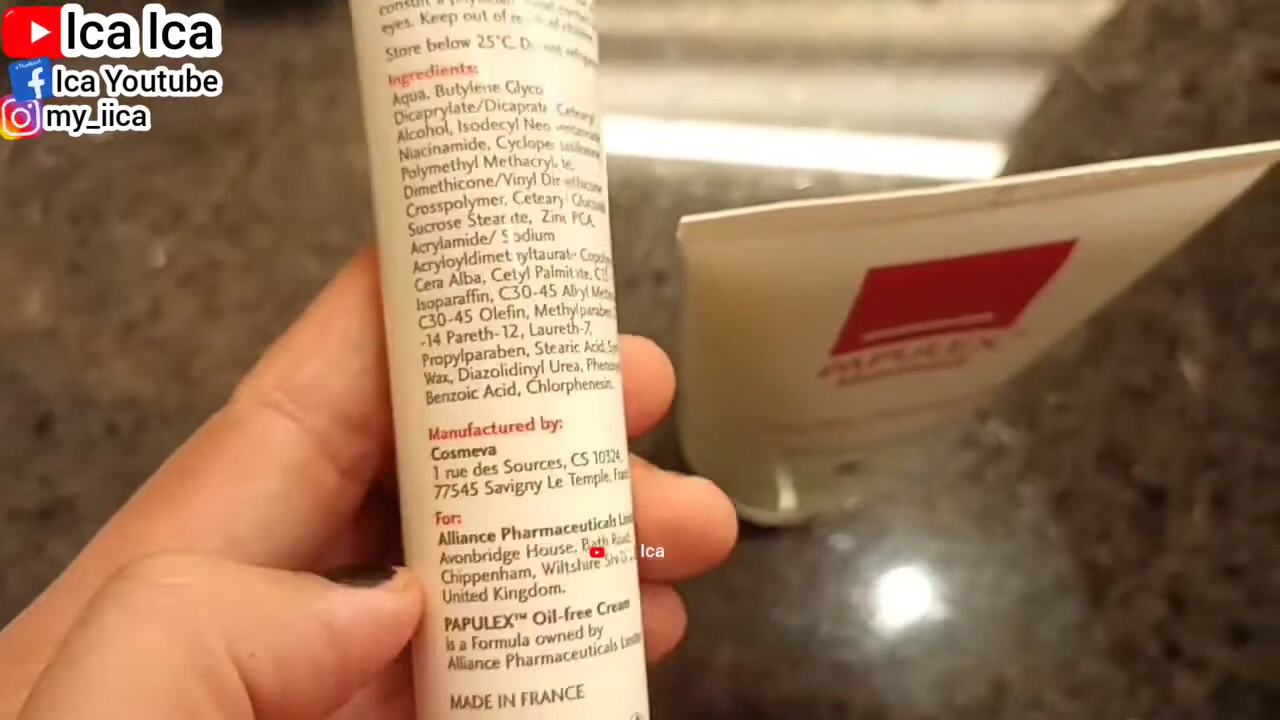 Ica Ica
Ica Youtube
my_iica
eyes. Keep out of
Store below 25°C.
Ingredients:
Aqua, Butylene Glyco
Dicaprylate/Dicaprate, Cetearyl
Alcohol, Isodecyl Neo
Niacinamide,
Polymethyl
Dimethicone/Vinyl
Crosspolymer,
Sucrose Zinc PCA,
Acrylamide/ Sodium
Cera Alba, Cetyl
Isoparaffin, C30-45 Alkyl
C30-45 Olefin, Methylparaben,
-14 Pareth-12, Laureth-7,
Propylparaben, Stearic Acid,
Wax, Diazolidinyl Urea,
Benzoic Acid, Chlorphenesin.
Manufactured by:
Cosmeva
1 rue des Sources, CS 10324,
77545 Savigny Le Temple,
For:
Alliance Pharmaceuticals
Avonbridge House, Bath Road,
Chippenham, Wiltshire
United Kingdom.
PAPULEX™ Oil-free Cream
is a Formula owned by
Alliance Pharmaceuticals
MADE IN FRANCE
PAPULEX
Ica